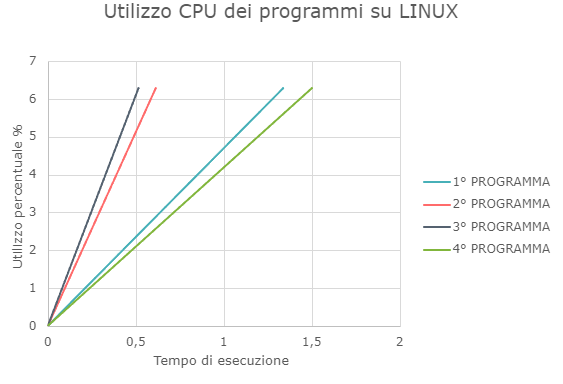 Utilizzo CPU dei programmi su LINUX
7
6
5
4
3
2
1
0
Utilizzo percentuale %
0
0,5
1
1,5
2
Tempo di esecuzione
1° PROGRAMMA
2° PROGRAMMA
3° PROGRAMMA
4° PROGRAMMA